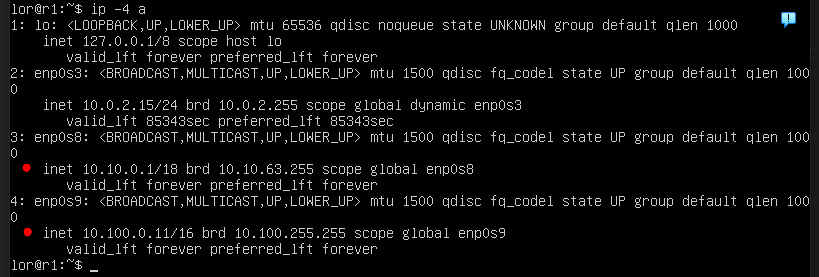 lor@r1:~$ ip -4 a
1: lo: <LOOPBACK,UP,LOWER_UP> mtu 65536 qdisc noqueue state UNKNOWN group default qlen 1000
    inet 127.0.0.1/8 scope host lo
       valid_lft forever preferred_lft forever
2: enp0s3: <BROADCAST,MULTICAST,UP,LOWER_UP> mtu 1500 qdisc fq_codel state UP group default qlen 100
0
    inet 10.0.2.15/24 brd 10.0.2.255 scope global dynamic enp0s3
       valid_lft 85343sec preferred_lft 85343sec
3: enp0s8: <BROADCAST,MULTICAST,UP,LOWER_UP> mtu 1500 qdisc fq_codel state UP group default qlen 100
0
    inet 10.10.0.1/18 brd 10.10.63.255 scope global enp0s8
       valid_lft forever preferred_lft forever
4: enp0s9: <BROADCAST,MULTICAST,UP,LOWER_UP> mtu 1500 qdisc fq_codel state UP group default qlen 100
0
    inet 10.100.0.11/16 brd 10.100.255.255 scope global enp0s9
       valid_lft forever preferred_lft forever
lor@r1:~$ _